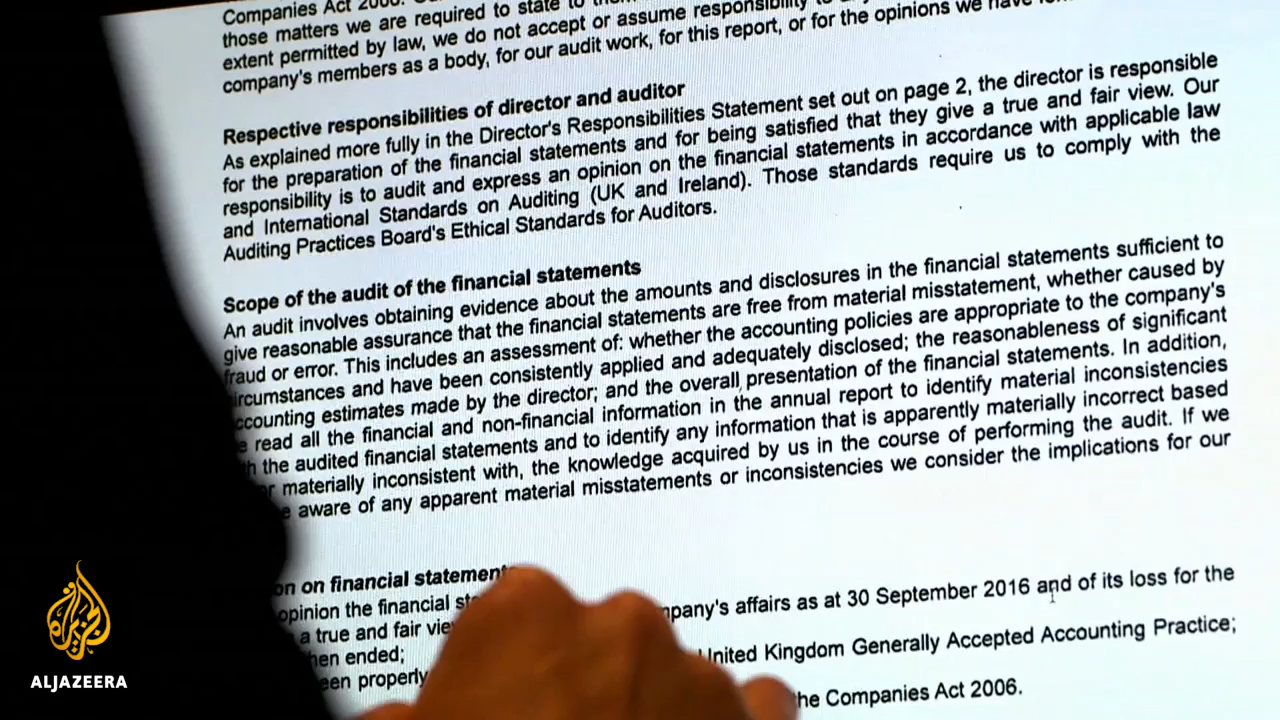 Companies Act 2006.
those matters we are required to state to them
extent permitted by law, we do not accept or assume responsibility to
company's members as a body, for our audit work, for this report, or for the opinions we have
Respective responsibilities of director and auditor
As explained more fully in the Director's Responsibilities Statement set out on page 2, the director is responsible
for the preparation of the financial statements and for being satisfied that they give a true and fair view. Our
responsibility is to audit and express an opinion on the financial statements in accordance with applicable law
and International Standards on Auditing (UK and Ireland). Those standards require us to comply with the
Auditing Practices Board's Ethical Standards for Auditors.
Scope of the audit of the financial statements
An audit involves obtaining evidence about the amounts and disclosures in the financial statements sufficient to
give reasonable assurance that the financial statements are free from material misstatement, whether caused by
fraud or error. This includes an assessment of: whether the accounting policies are appropriate to the company's
ircumstances and have been consistently applied and adequately disclosed; the reasonableness of significant
ccounting estimates made by the director; and the overall presentation of the financial statements. In addition,
e read all the financial and non-financial information in the annual report to identify material inconsistencies
h the audited financial statements and to identify any information that is apparently materially incorrect based
r materially inconsistent with, the knowledge acquired by us in the course of performing the audit. If we
e aware of any apparent material misstatements or inconsistencies we consider the implications for our
on on financial statement
opinion the financial st mpany's affairs as at 30 September 2016 and of its loss for the
a true and fair vie
hen ended;
United Kingdom Generally Accepted Accounting Practice;
een properly
he Companies Act 2006.
الجزيرة
ALJAZEERA